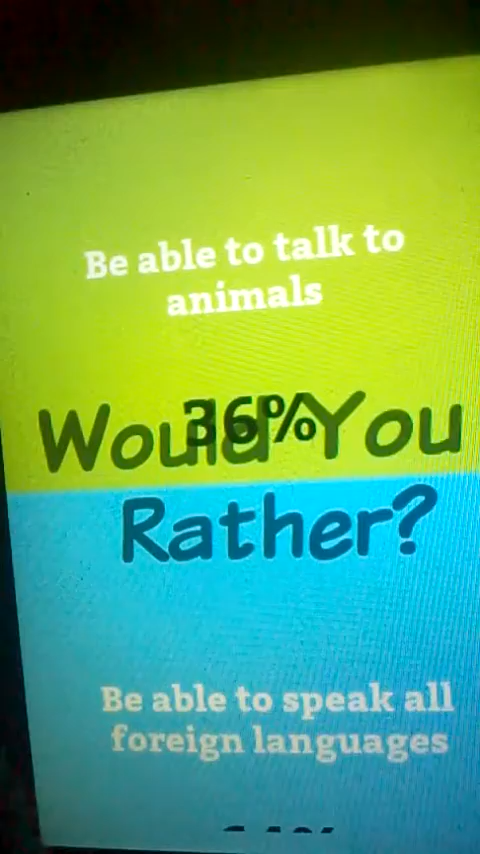 Be able to talk to
animals
36%
Would You
Rather?
Be able to speak all
foreign languages